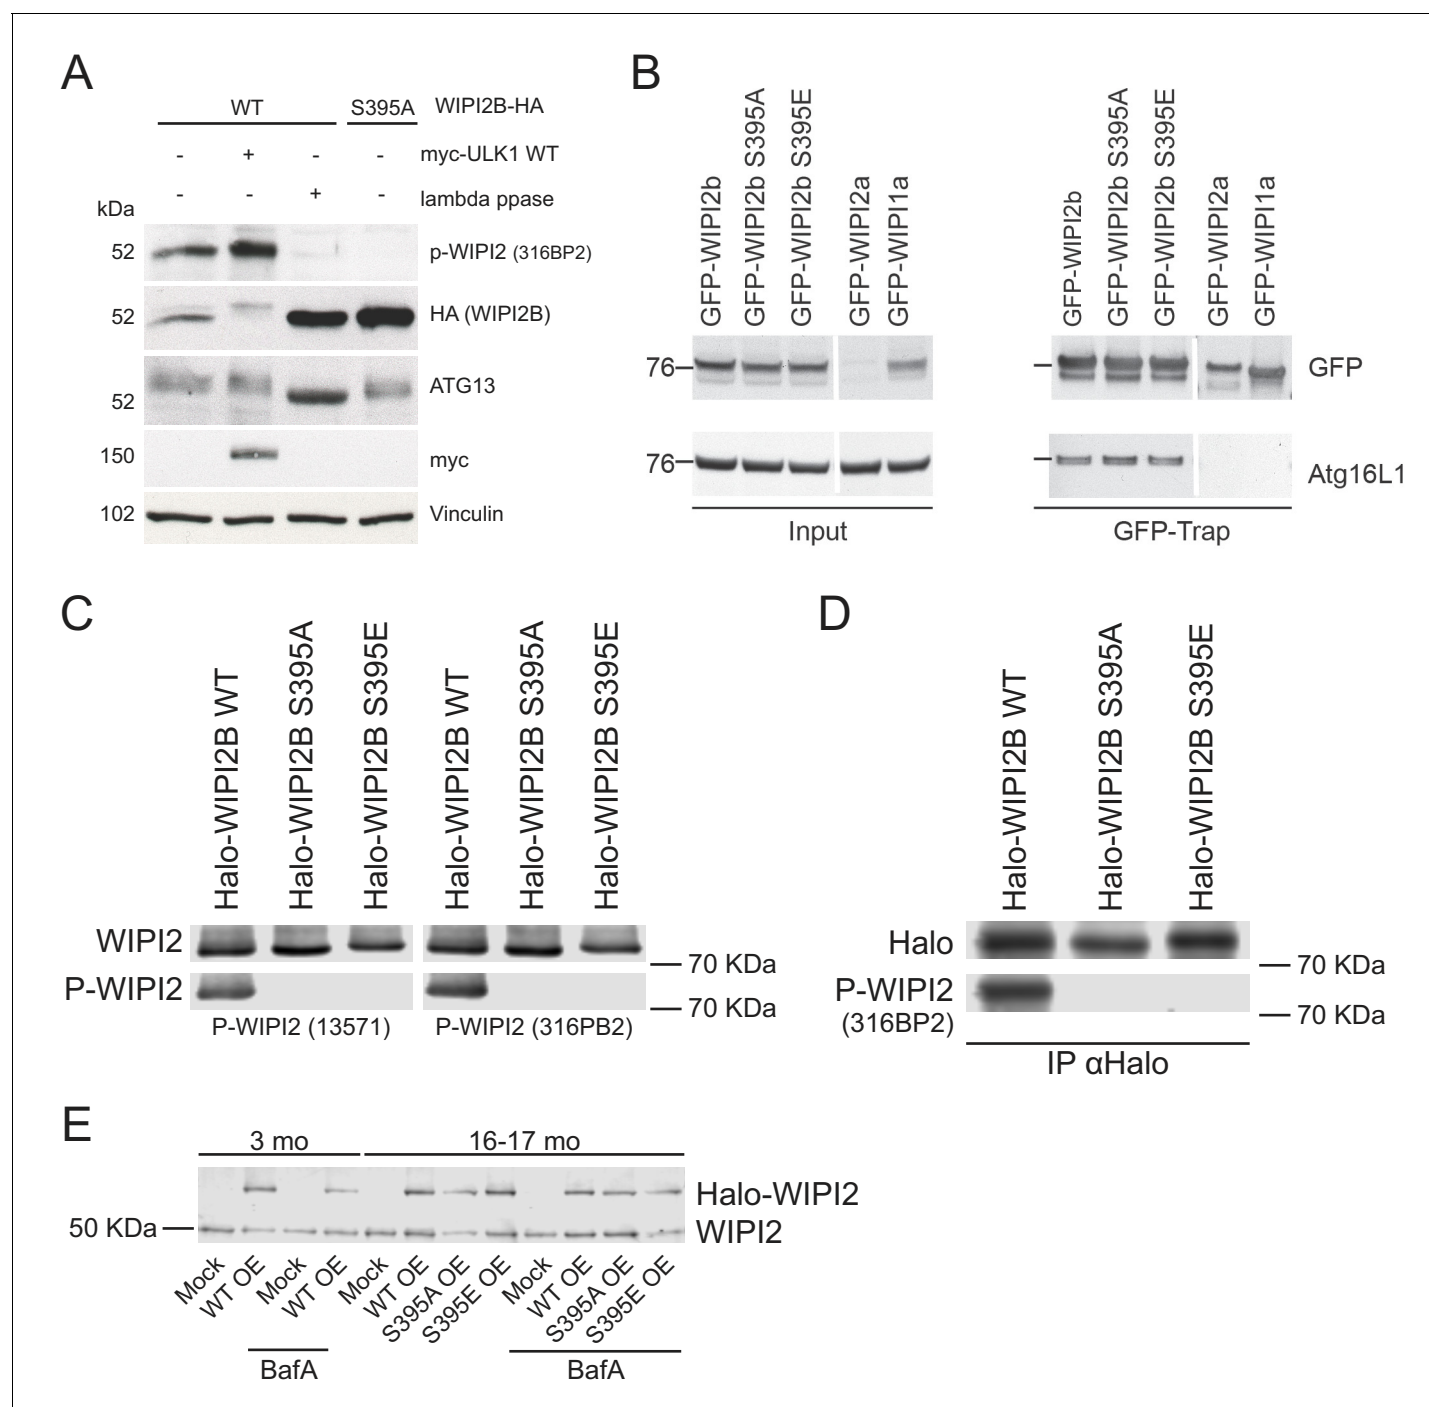 A
WT S395A WIPI2B-HA
- + - - myc-ULK1 WT
- - + - lambda ppase
kDa
52 p-WIPI2 (316BP2)
52 HA (WIPI2B)
52 ATG13
150 myc
102 Vinculin
B
GFP-WIPI2b
GFP-WIPI2b S395A
GFP-WIPI2b S395E
GFP-WIPI2a
GFP-WIPI1a
GFP-WIPI2b
GFP-WIPI2b S395A
GFP-WIPI2b S395E
GFP-WIPI2a
GFP-WIPI1a
76 GFP
76 Atg16L1
Input GFP-Trap
C
Halo-WIPI2B WT
Halo-WIPI2B S395A
Halo-WIPI2B S395E
Halo-WIPI2B WT
Halo-WIPI2B S395A
Halo-WIPI2B S395E
WIPI2
70 KDa
P-WIPI2
70 KDa
P-WIPI2 (13571) P-WIPI2 (316PB2)
D
Halo-WIPI2B WT
Halo-WIPI2B S395A
Halo-WIPI2B S395E
Halo
70 KDa
P-WIPI2
(316BP2)
70 KDa
IP αHalo
E
3 mo 16-17 mo
Halo-WIPI2
50 KDa WIPI2
Mock
WT OE
Mock
WT OE
Mock
WT OE
S395A OE
S395E OE
Mock
WT OE
S395A OE
S395E OE
BafA BafA